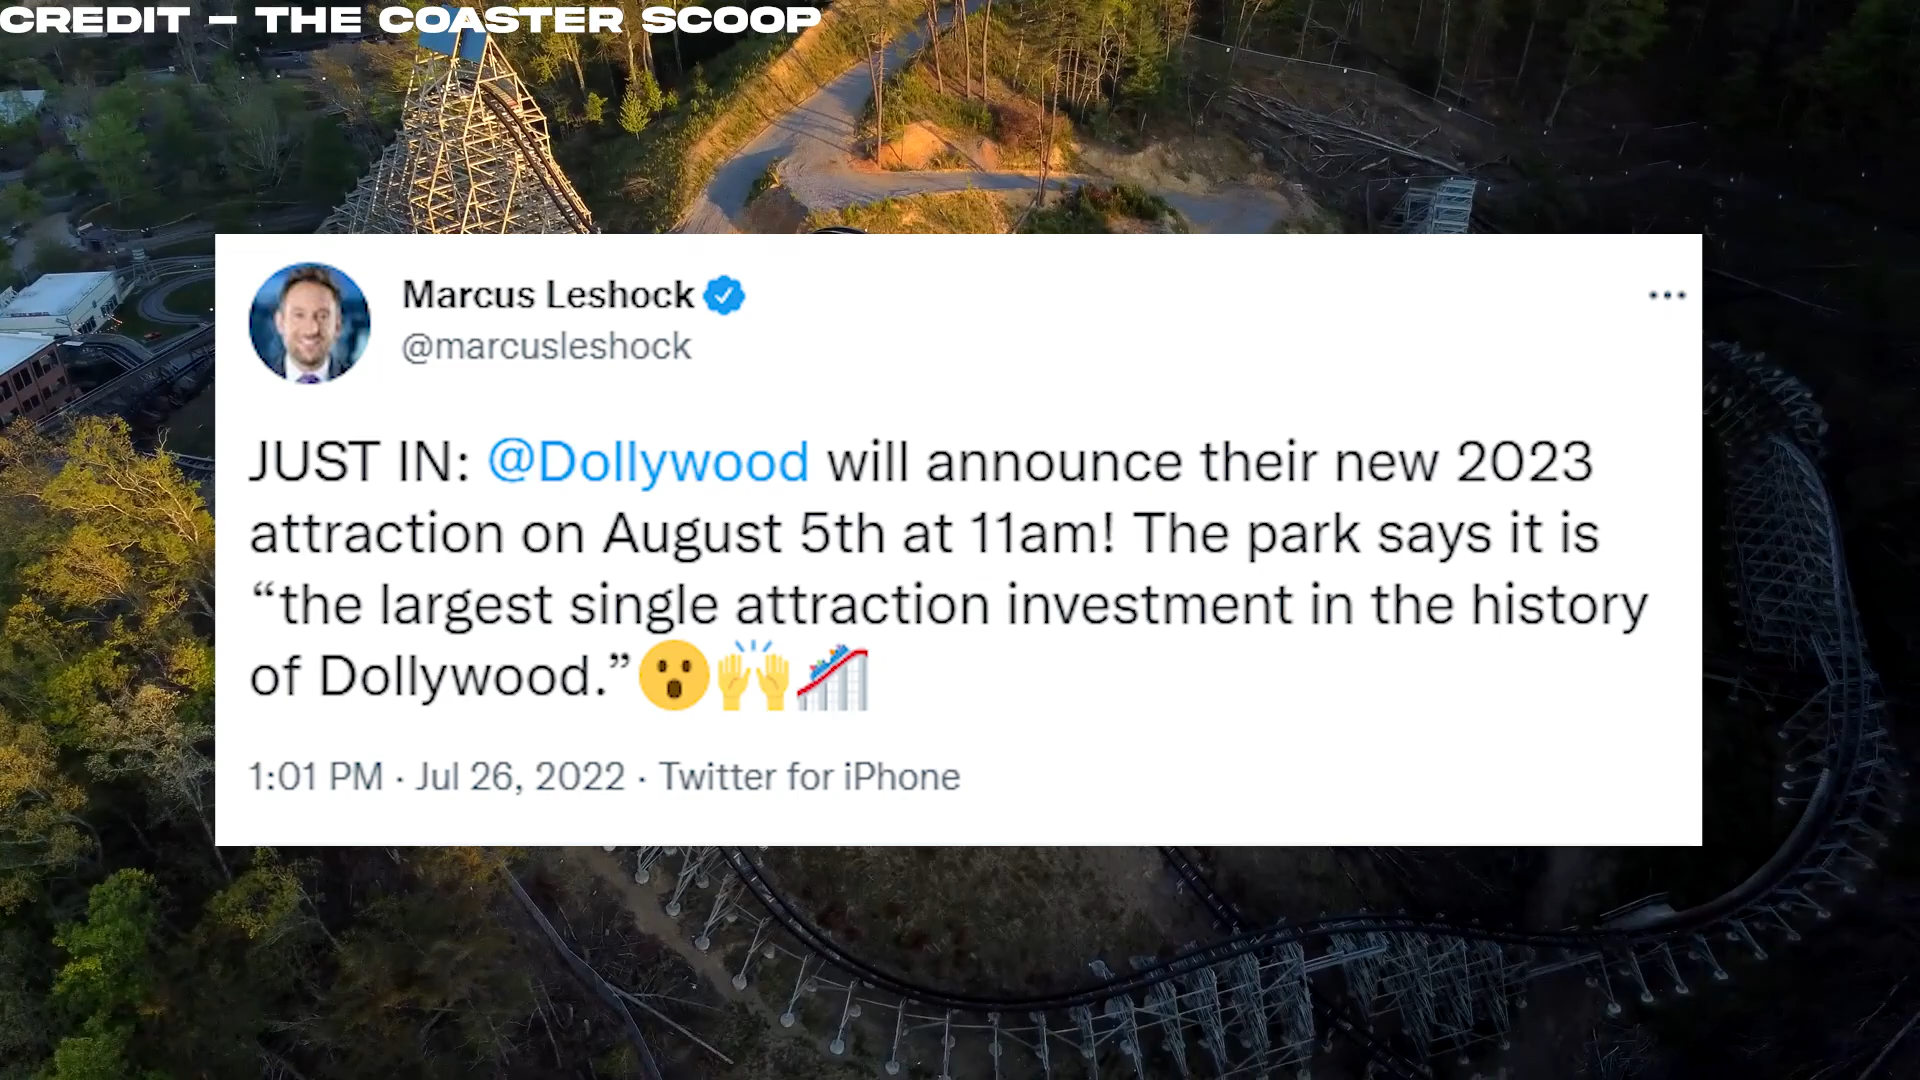 CREDIT - THE COASTER SCOOP
Marcus Leshock
@marcusleshock
JUST IN: @Dollywood will announce their new 2023
attraction on August 5th at 11am! The park says it is
“the largest single attraction investment in the history
of Dollywood.”😮🙌🎢
1:01 PM · Jul 26, 2022 · Twitter for iPhone